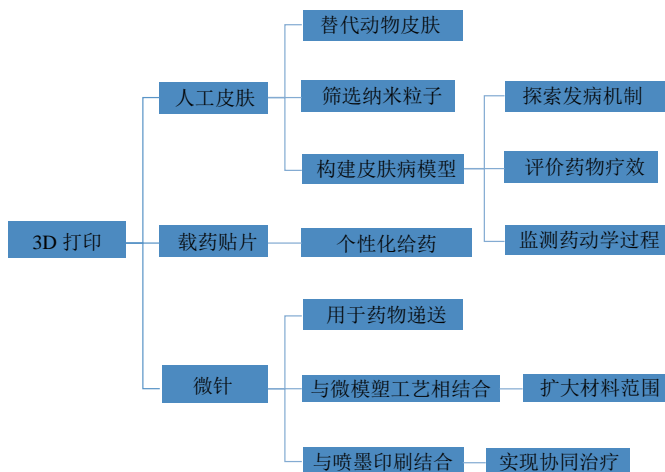 3D 打印
人工皮肤
替代动物皮肤
筛选纳米粒子
构建皮肤病模型
探索发病机制
评价药物疗效
监测药动学过程
载药贴片
个性化给药
微针
用于药物递送
与微模塑工艺相结合
扩大材料范围
与喷墨印刷结合
实现协同治疗